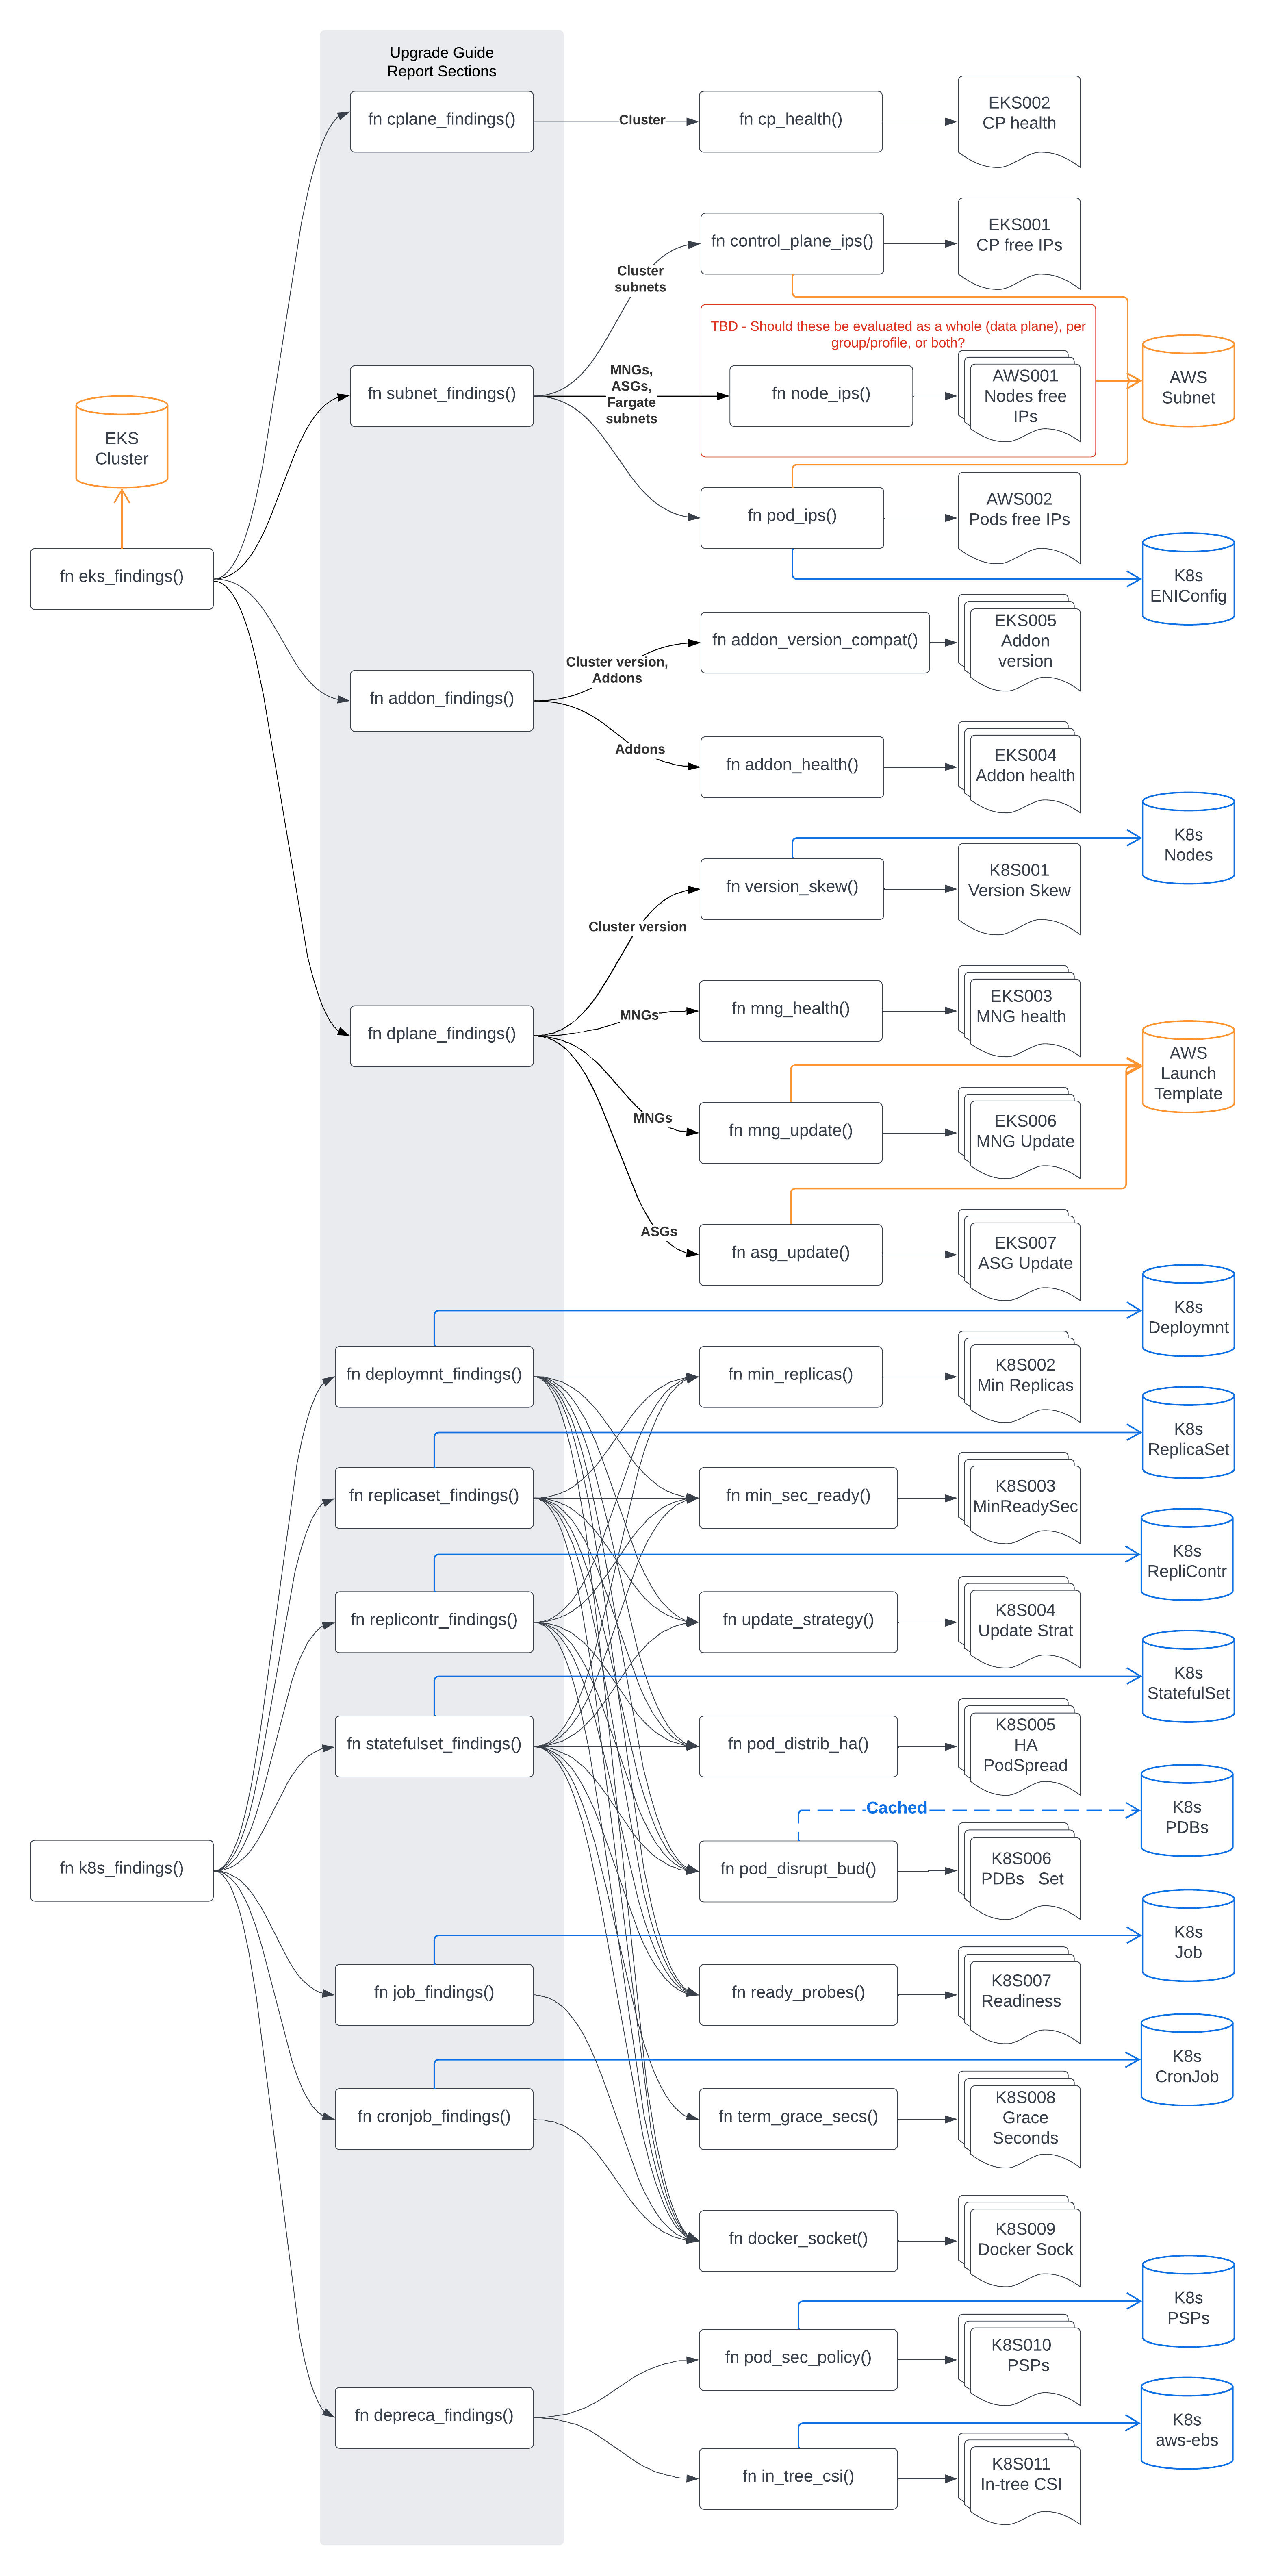 Upgrade Guide
Report Sections
fn cplane_findings()
Cluster
fn cp_health()
EKS002
CP health
fn control_plane_ips()
EKS001
CP free IPs
Cluster
subnets
TBD - Should these be evaluated as a whole (data plane), per
group/profile, or both?
fn subnet_findings()
MNGs,
ASGs,
Fargate
subnets
fn node_ips()
AWS001
Nodes free
IPs
AWS
Subnet
EKS
Cluster
fn pod_ips()
AWS002
Pods free IPs
fn eks_findings()
K8s
ENIConfig
fn addon_version_compat()
EKS005
Addon
version
Cluster version,
Addons
fn addon_findings()
Addons
fn addon_health()
EKS004
Addon health
K8s
Nodes
fn version_skew()
K8S001
Version Skew
Cluster version
fn dplane_findings()
MNGs
fn mng_health()
EKS003
MNG health
AWS
Launch
Template
MNGs
fn mng_update()
EKS006
MNG Update
ASGs
fn asg_update()
EKS007
ASG Update
K8s
Deploymnt
fn deploymnt_findings()
fn min_replicas()
K8S002
Min Replicas
K8s
ReplicaSet
fn replicaset_findings()
fn min_sec_ready()
K8S003
MinReadySec
K8s
RepliContr
fn replicontr_findings()
fn update_strategy()
K8S004
Update Strat
K8s
StatefulSet
fn statefulset_findings()
fn pod_distrib_ha()
K8S005
HA
PodSpread
Cached
K8s
PDBs
fn k8s_findings()
fn pod_disrupt_bud()
K8S006
PDBs Set
K8s
Job
fn job_findings()
fn ready_probes()
K8S007
Readiness
K8s
CronJob
fn cronjob_findings()
fn term_grace_secs()
K8S008
Grace
Seconds
fn docker_socket()
K8S009
Docker Sock
K8s
PSPs
fn pod_sec_policy()
K8S010
PSPs
fn depreca_findings()
K8s
aws-ebs
fn in_tree_csi()
K8S011
In-tree CSI